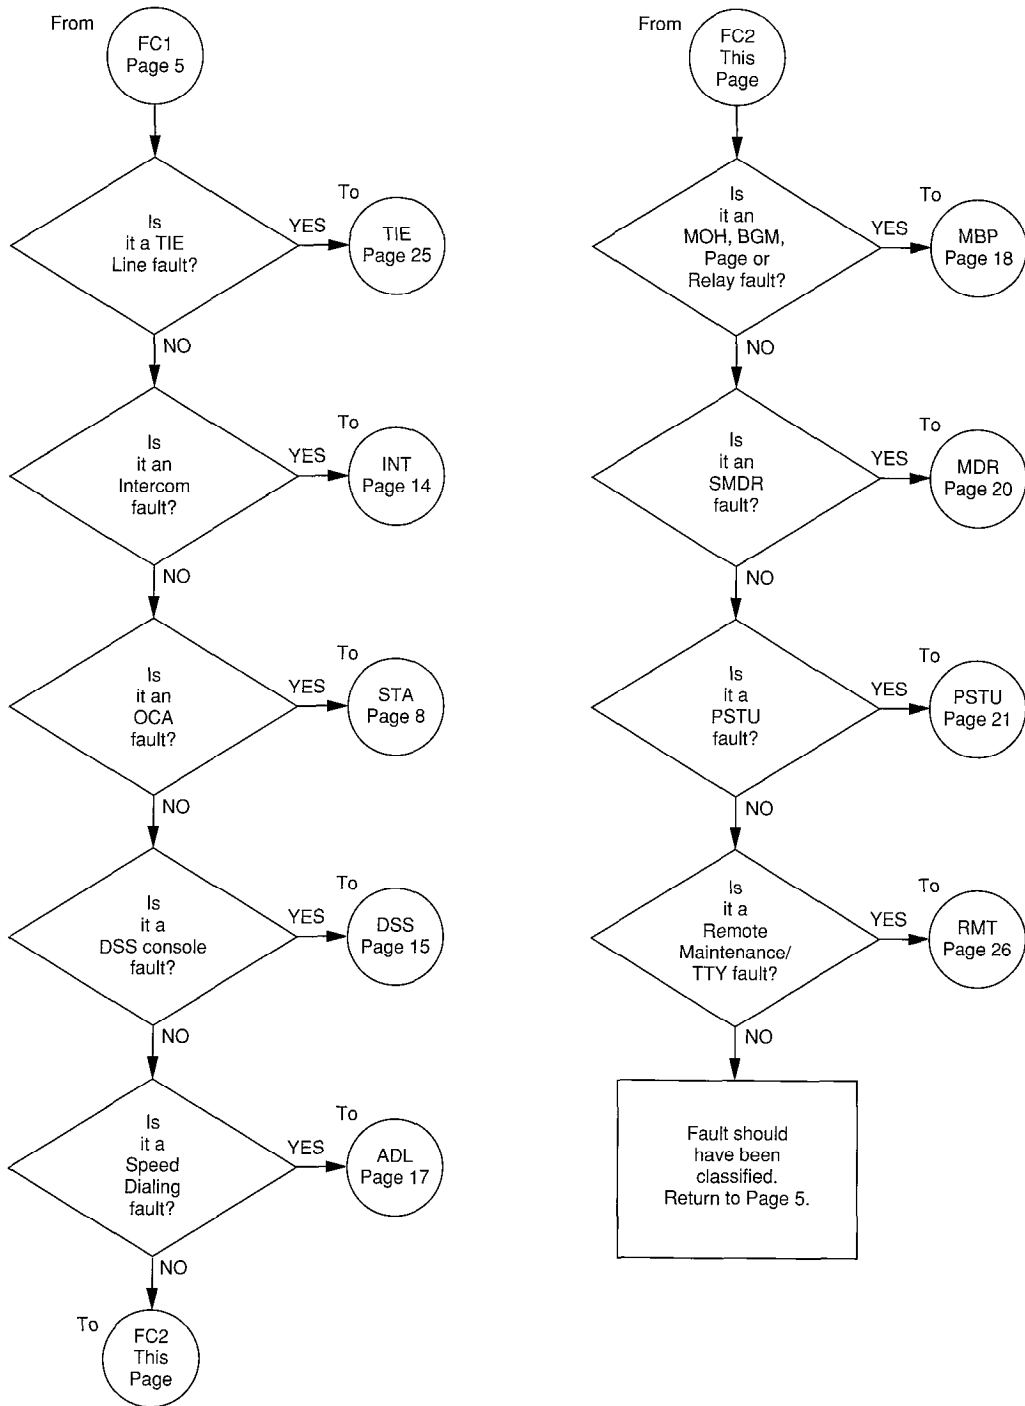 From
FC1
Page 5
Is
it a TIE
Line fault?
YES
To
TIE
Page 25
NO
Is
it an
Intercom
fault?
YES
To
INT
Page 14
NO
Is
it an
OCA
fault?
YES
To
STA
Page 8
NO
Is
it a
DSS console
fault?
YES
To
DSS
Page 15
NO
Is
it a
Speed
Dialing
fault?
YES
To
ADL
Page 17
NO
To
FC2
This
Page
From
FC2
This
Page
Is
it an
MOH, BGM,
Page or
Relay fault?
YES
To
MBP
Page 18
NO
Is
it an
SMDR
fault?
YES
To
MDR
Page 20
NO
Is
it a
PSTU
fault?
YES
To
PSTU
Page 21
NO
Is
it a
Remote
Maintenance/
TTY fault?
YES
To
RMT
Page 26
NO
Fault should
have been
classified.
Return to Page 5.